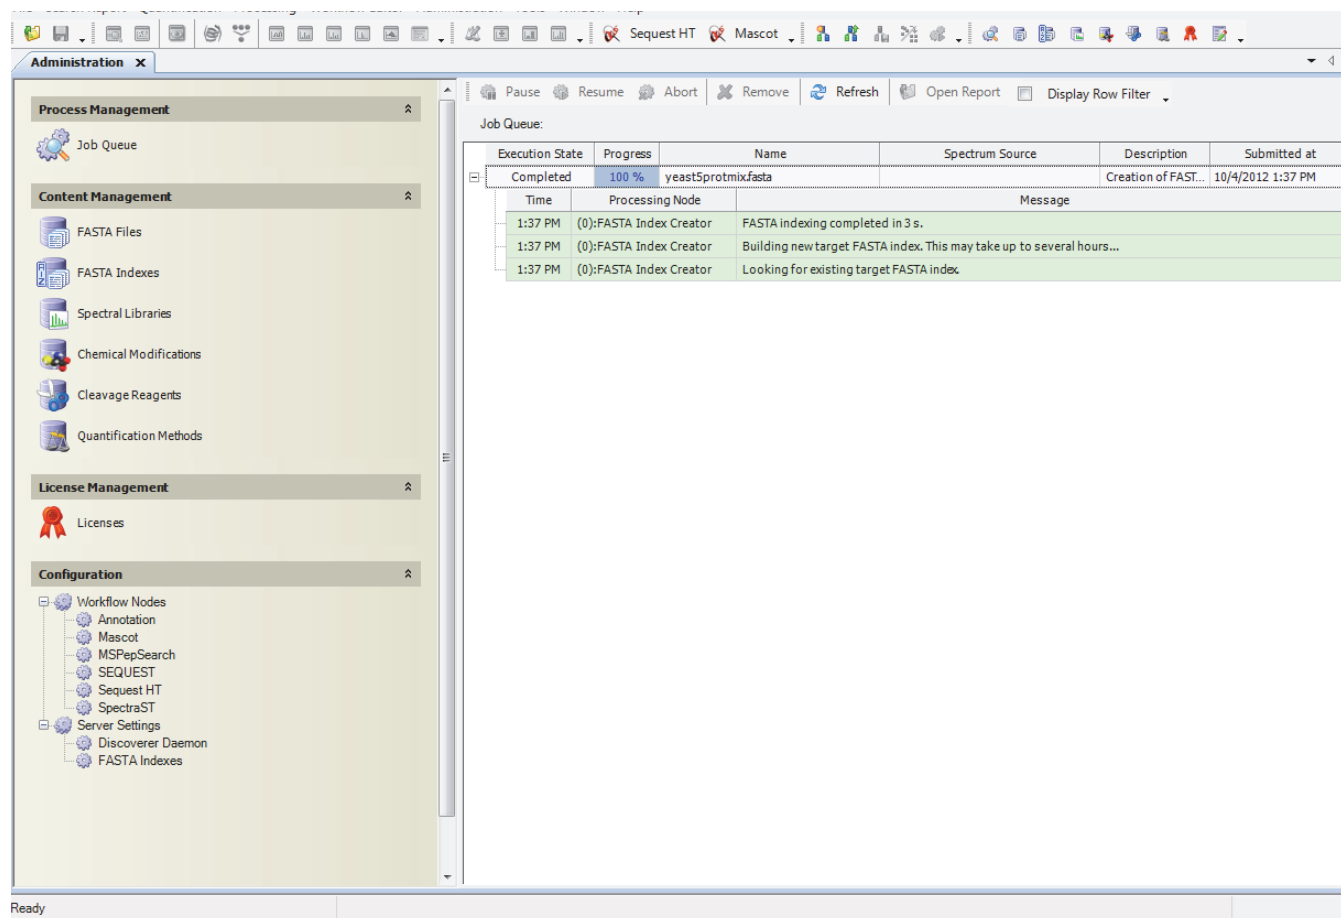 Sequest HT Mascot
Administration X
Process Management
Job Queue
Content Management
FASTA Files
FASTA Indexes
Spectral Libraries
Chemical Modifications
Cleavage Reagents
Quantification Methods
License Management
Licenses
Configuration
Workflow Nodes
Annotation
Mascot
MSPepSearch
SEQUEST
Sequest HT
SpectraST
Server Settings
Discoverer Daemon
FASTA Indexes
Pause Resume Abort Remove Refresh Open Report Display Row Filter
Job Queue:
Execution State Progress Name Spectrum Source Description Submitted at
Completed 100 % yeast5protmix.fasta Creation of FAST... 10/4/2012 1:37 PM
Time Processing Node Message
1:37 PM (0):FASTA Index Creator FASTA indexing completed in 3 s.
1:37 PM (0):FASTA Index Creator Building new target FASTA index. This may take up to several hours...
1:37 PM (0):FASTA Index Creator Looking for existing target FASTA index.
Ready